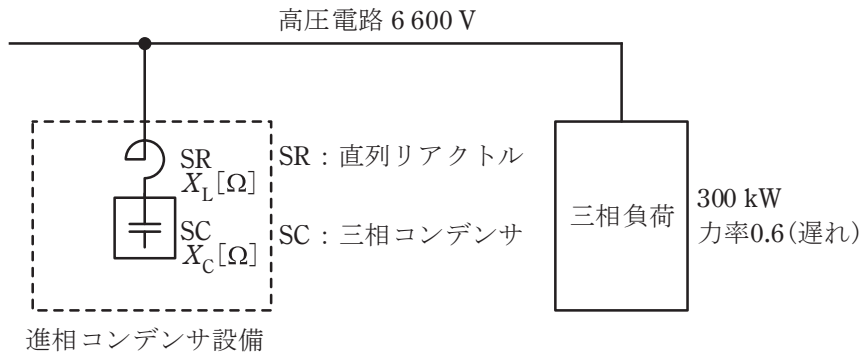 高圧電路 6 600 V
SR
X_L[Ω]
SC
X_C[Ω]
SR：直列リアクトル
SC：三相コンデンサ
進相コンデンサ設備
三相負荷
300 kW
力率0.6(遅れ)